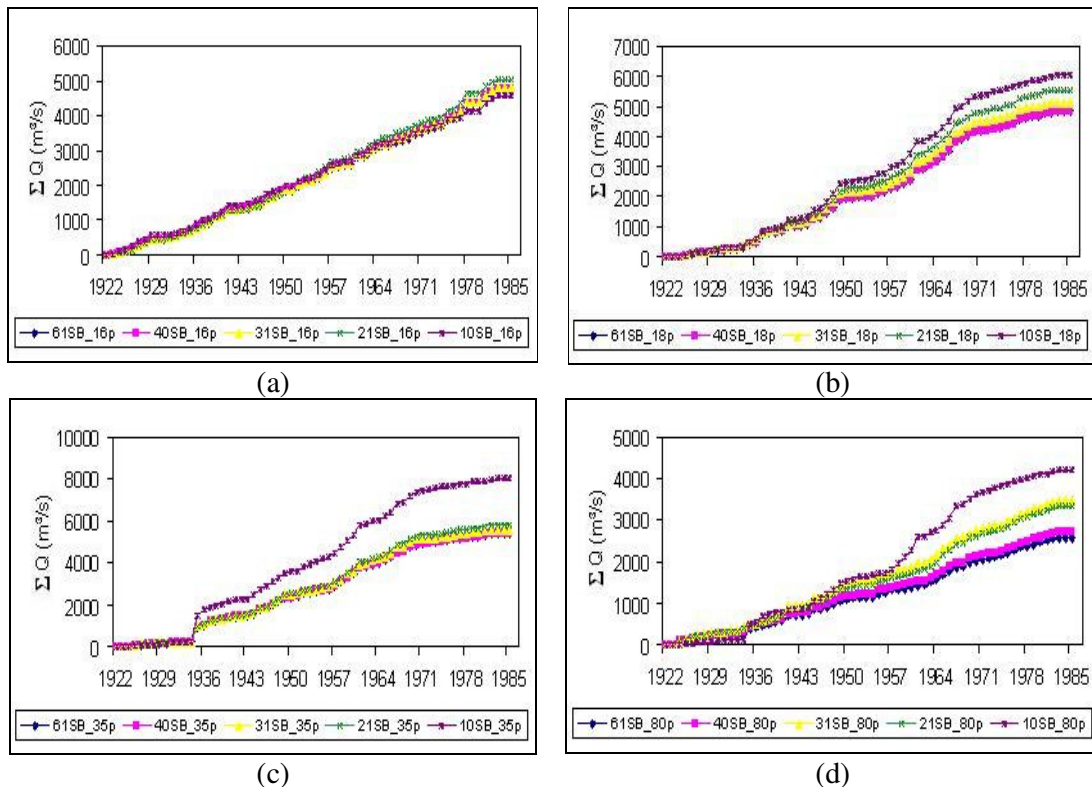 6000
5000
4000
3000
2000
1000
0
Σ Q (m³/s)
1922 1929 1936 1943 1950 1957 1964 1971 1978 1985
61SB_16p 40SB_16p 31SB_16p 21SB_16p 10SB_16p
(a)
7000
6000
5000
4000
3000
2000
1000
0
Σ Q (m³/s)
1922 1929 1936 1943 1950 1957 1964 1971 1978 1985
61SB_18p 40SB_18p 31SB_18p 21SB_18p 10SB_18p
(b)
10000
8000
6000
4000
2000
0
Σ Q (m³/s)
1922 1929 1936 1943 1950 1957 1964 1971 1978 1985
61SB_35p 40SB_35p 31SB_35p 21SB_35p 10SB_35p
(c)
5000
4000
3000
2000
1000
0
Σ Q (m³/s)
1922 1929 1936 1943 1950 1957 1964 1971 1978 1985
61SB_80p 40SB_80p 31SB_80p 21SB_80p 10SB_80p
(d)